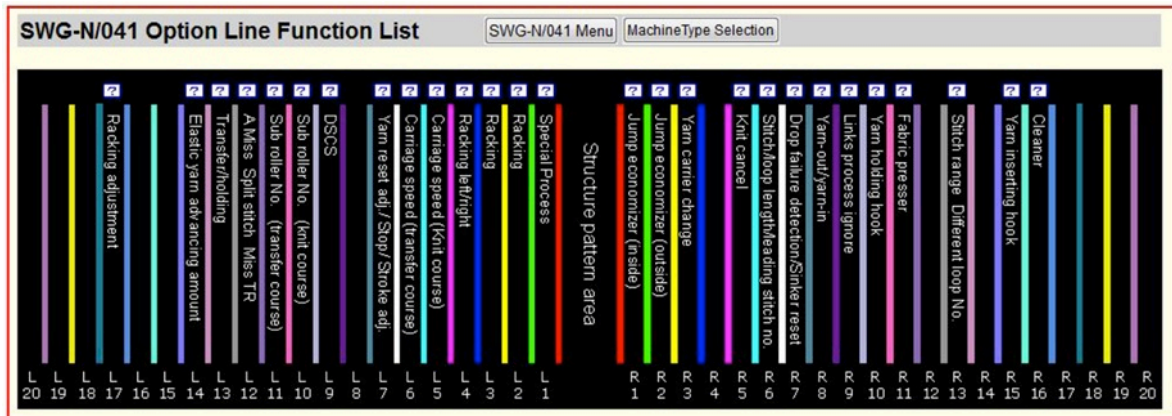 SWG-N/041 Option Line Function List
SWG-N/041 Menu
MachineType Selection
? ? ? ? ? ? ? ? ? ? ? ? ? ? ? ? ? ? ? ? ? ? ? ? ? ? ?
Racking adjustment
Elastic yarn advancing amount
Transfer/holding
A Miss Split stitch Miss TR
Sub roller No. (transfer course)
Sub roller No. (knit course)
DSCS
Yarn reset adj./ Stop/ Stroke adj.
Carriage speed (transfer course)
Carriage speed (Knit course)
Racking left/right
Racking
Racking
Special Process
Structure pattern area
Jump economizer (inside)
Jump economizer (outside)
Yarn carrier change
Knit cancel
Stitch/loop length/leading stitch no.
Drop failure detection/Sinker reset
Yarn-out/yarn-in
Links process ignore
Yarn holding hook
Fabric presser
Stitch range Different loop No.
Yarn inserting hook
Cleaner
L L L L L L L L L L L L L L L L L L L L R R R R R R R R R R R R R R R R R R R R
20 19 18 17 16 15 14 13 12 11 10 9 8 7 6 5 4 3 2 1 1 2 3 4 5 6 7 8 9 10 11 12 13 14 15 16 17 18 19 20